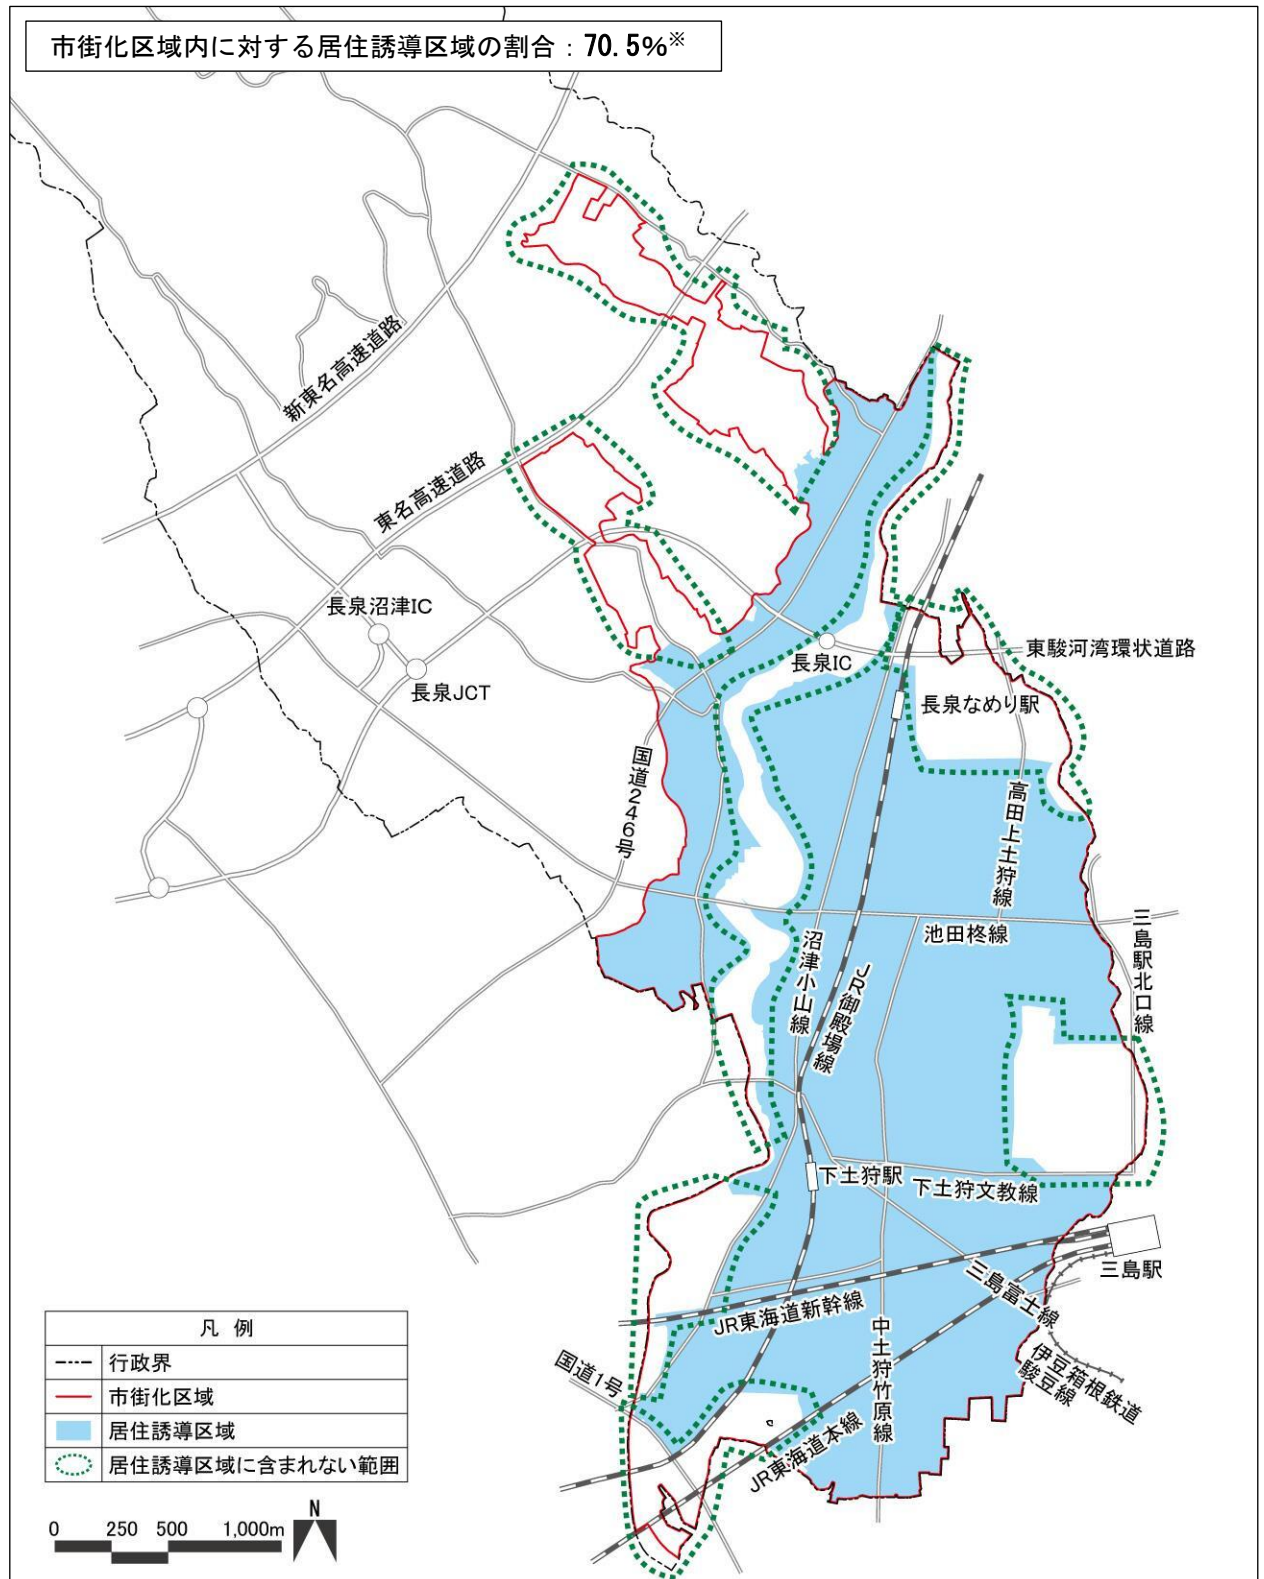 市街化区域内に対する居住誘導区域の割合：70.5%※
新東名高速道路
東名高速道路
長泉沼津IC
長泉JCT
長泉IC
東駿河湾環状道路
長泉なめり駅
国道246号
高田上土狩線
池田柊線
三島駅北口線
沼津小山線
JR御殿場線
下土狩駅
下土狩文教線
三島駅
三島富士線
JR東海道新幹線
中土狩竹原線
伊豆箱根鉄道
駿豆線
国道1号
JR東海道本線
凡 例
行政界
市街化区域
居住誘導区域
居住誘導区域に含まれない範囲
0 250 500 1,000m
N